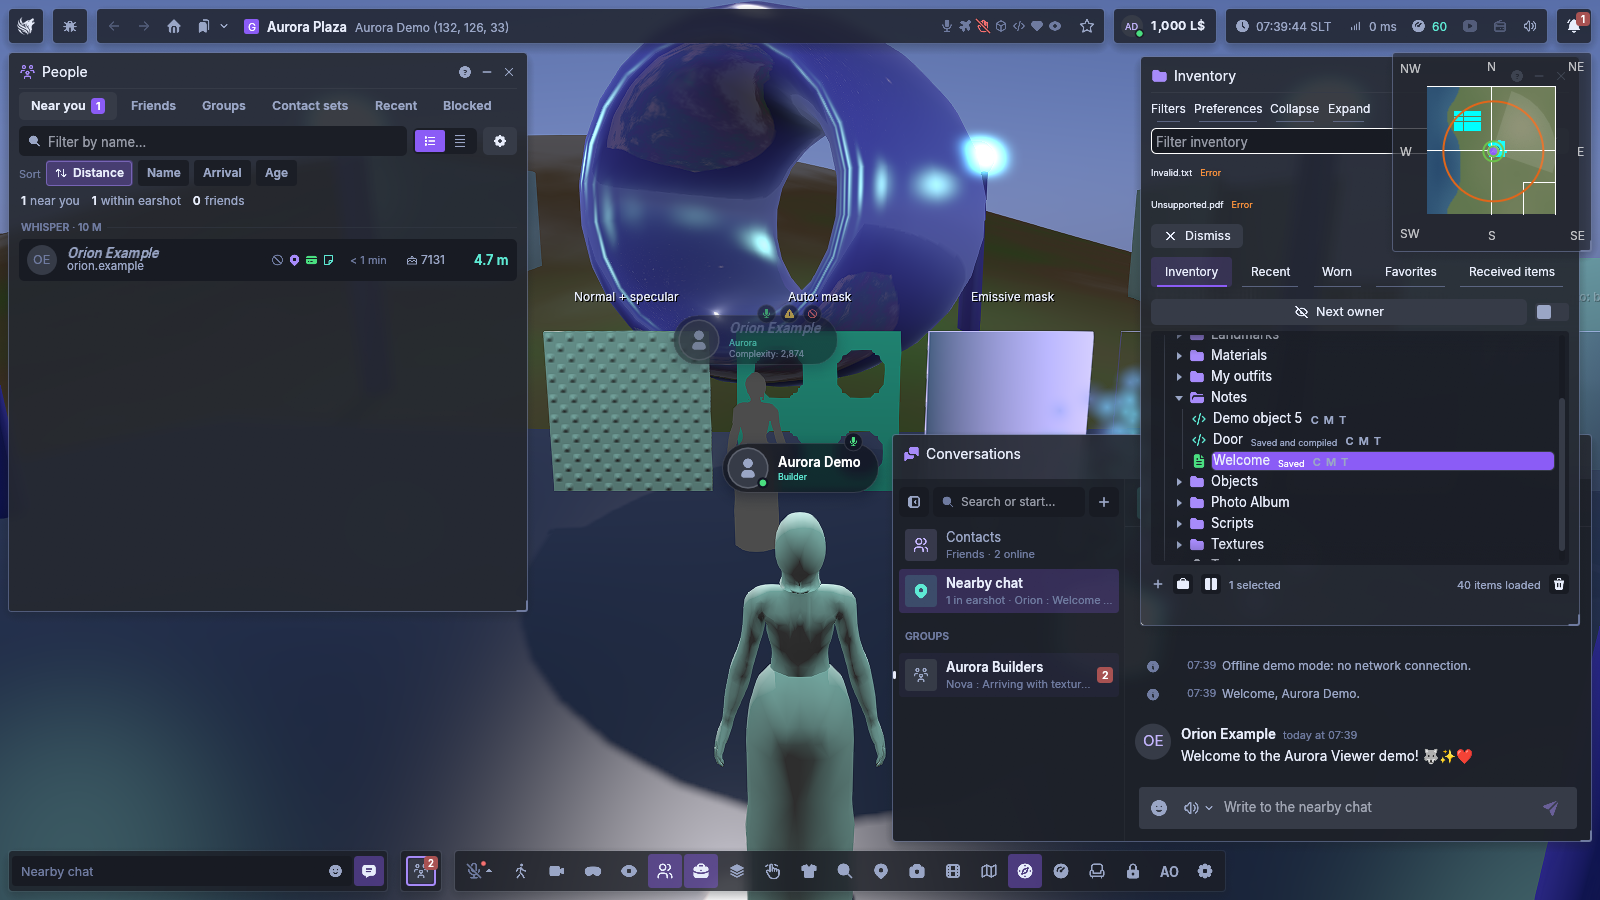 G Aurora Plaza Aurora Demo (132, 126, 33)
AD 1,000 L$
07:39:44 SLT 0 ms 60
1
People
Near you 1 Friends Groups Contact sets Recent Blocked
Filter by name...
Sort Distance Name Arrival Age
1 near you 1 within earshot 0 friends
WHISPER · 10 M
OE Orion Example
orion.example
< 1 min 7131 4.7 m
Normal + specular
Auto: mask
Emissive mask
Orion Example
Aurora
Complexity: 2,874
Aurora Demo
Builder
Inventory
Filters Preferences Collapse Expand
Filter inventory
Invalid.txt Error
Unsupported.pdf Error
Dismiss
Inventory Recent Worn Favorites Received items
Next owner
Landmarks
Materials
My outfits
Notes
Demo object 5 C M T
Door Saved and compiled C M T
Welcome Saved C M T
Objects
Photo Album
Scripts
Textures
1 selected 40 items loaded
NW N NE
W E
SW S SE
Conversations
Search or start...
Contacts
Friends · 2 online
Nearby chat
1 in earshot · Orion : Welcome ...
GROUPS
Aurora Builders
Nova : Arriving with textur... 2
07:39 Offline demo mode: no network connection.
07:39 Welcome, Aurora Demo.
OE Orion Example today at 07:39
Welcome to the Aurora Viewer demo! 🐺✨❤️
Write to the nearby chat
Nearby chat
2
AO